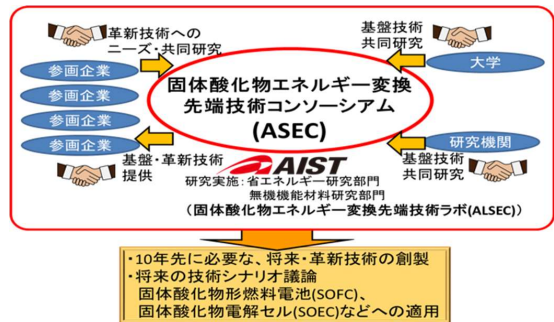 革新技術への
ニーズ・共同研究
参画企業
参画企業
参画企業
参画企業
基盤・革新技術
提供
固体酸化物エネルギー変換
先端技術コンソーシアム
(ASEC)
基盤技術
共同研究
大学
研究機関
基盤技術
共同研究
AIST
研究実施：省エネルギー研究部門
無機機能材料研究部門
（固体酸化物エネルギー変換先端技術ラボ(ALSEC)）
・10年先に必要な、将来・革新技術の創製
・将来の技術シナリオ議論
固体酸化物形燃料電池(SOFC)、
固体酸化物電解セル(SOEC)などへの適用